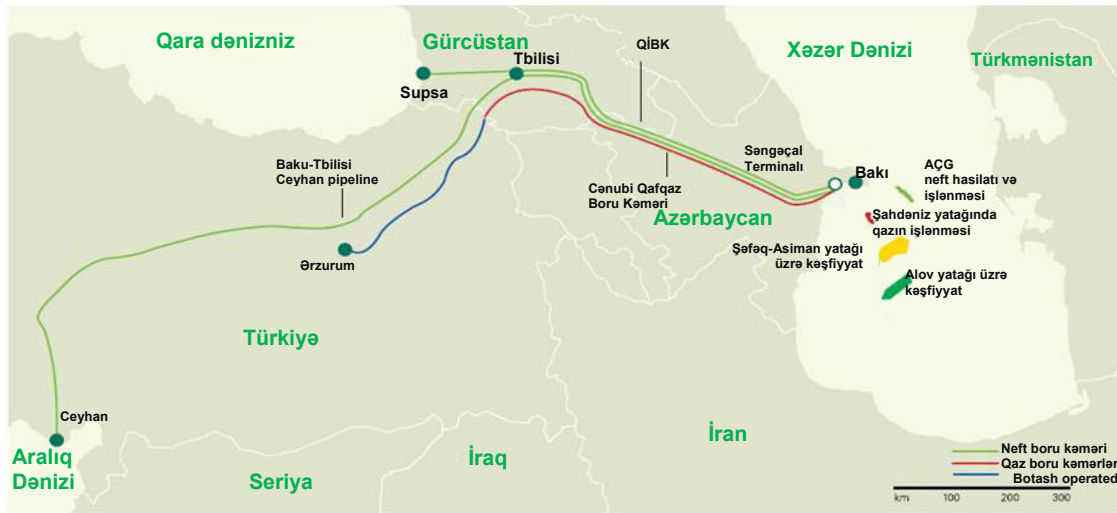 Qara dənizniz
Gürcüstan
Tbilisi
Supsa
QİBK
Xəzər Dənizi
Türkmənistan
Baku-Tbilisi
Ceyhan pipeline
Cənubi Qafqaz
Boru Kəməri
Səngəçal
Terminalı
Bakı
AÇG
neft hasilatı və
işlənməsi
Azərbaycan
Şahdəniz yatağında
qazın işlənməsi
Şəfəq-Asiman yatağı
üzrə kəşfiyyat
Alov yatağı üzrə
kəşfiyyat
Ərzurum
Türkiyə
Ceyhan
Aralıq
Dənizi
Seriya
İraq
İran
Neft boru kəməri
Qaz boru kəmərlər
Botash operated
km 100 200 300